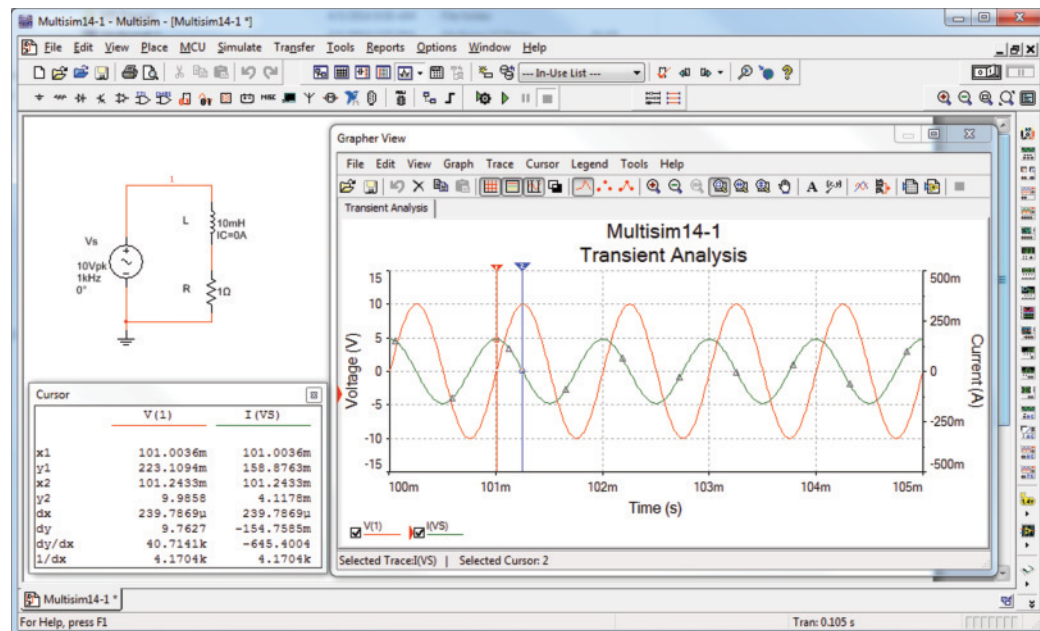 Multisim14-1 - Multisim - [Multisim14-1 *]
File Edit View Place MCU Simulate Transfer Tools Reports Options Window Help
--- In-Use List ---
Grapher View
File Edit View Graph Trace Cursor Legend Tools Help
Transient Analysis
Multisim14-1
Transient Analysis
1
L
10mH
IC=0A
Vs
10Vpk
1kHz
0°
R
1Ω
15
10
5
0
-5
-10
-15
Voltage (V)
500m
250m
0
-250m
-500m
Current (A)
100m 101m 102m 103m 104m 105m
Time (s)
V(1) I(VS)
Selected Trace:I(VS) | Selected Cursor: 2
Cursor
V(1) I(VS)
x1 101.0036m 101.0036m
y1 223.1094m 158.8763m
x2 101.2433m 101.2433m
y2 9.9858 4.1178m
dx 239.7869µ 239.7869µ
dy 9.7627 -154.7585m
dy/dx 40.7141k -645.4004
1/dx 4.1704k 4.1704k
Multisim14-1 *
For Help, press F1
Tran: 0.105 s